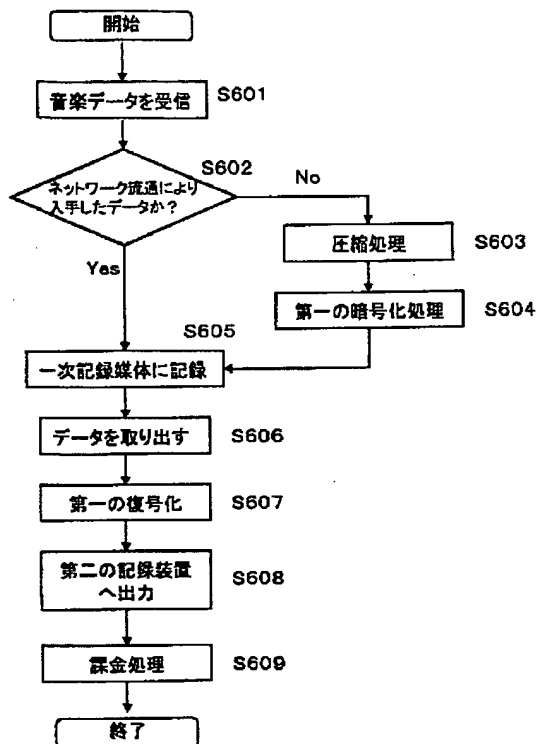 開始
音楽データを受信
S601
S602
ネットワーク流通により
入手したデータか?
No
Yes
圧縮処理
S603
第一の暗号化処理
S604
S605
一次記録媒体に記録
データを取り出す
S606
第一の復号化
S607
第二の記録装置
へ出力
S608
課金処理
S609
終了